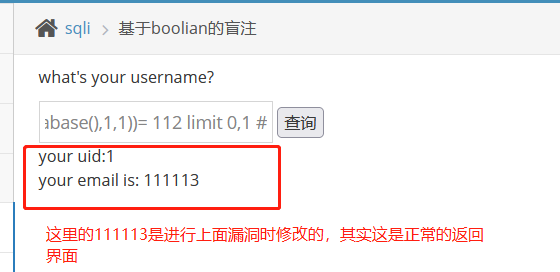 sqli > 基于boolian的盲注
what's your username?
abase(),1,1))= 112 limit 0,1 # 查询
your uid:1
your email is: 111113
这里的111113是进行上面漏洞时修改的，其实这是正常的返回
界面